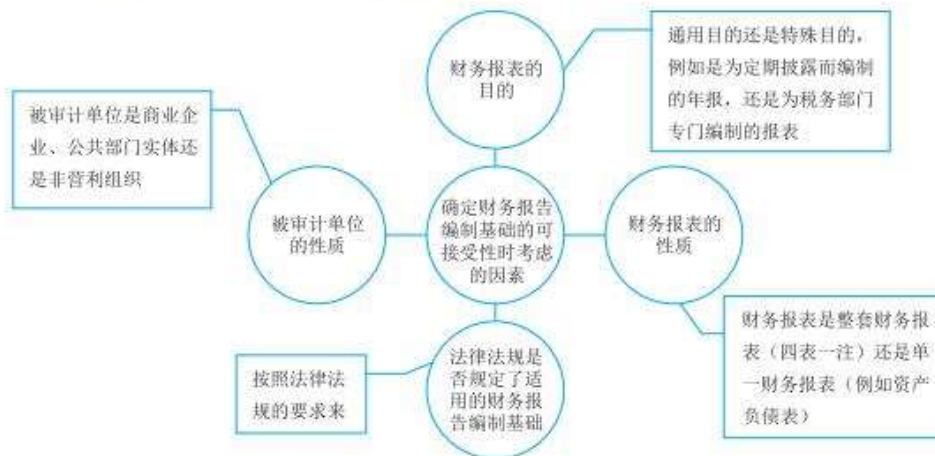 财务报表的
目的
通用目的还是特殊目的，
例如是为定期披露而编制
的年报，还是为税务部门
专门编制的报表
被审计单位是商业企
业、公共部门实体还
是非营利组织
被审计单位
的性质
确定财务报告
编制基础的可
接受性时考虑
的因素
财务报表的
性质
财务报表是整套财务报
表（四表一注）还是单
一财务报表（例如资产
负债表）
按照法律法
规的要求来
法律法规是
否规定了适
用的财务报
告编制基础